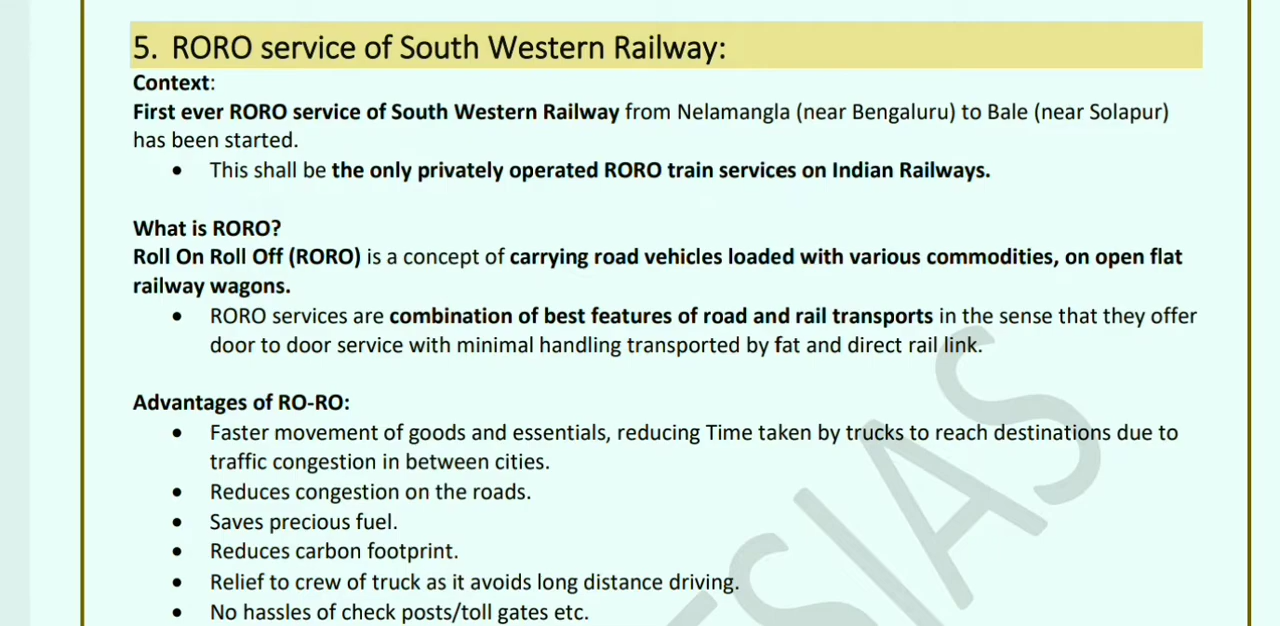 5. RORO service of South Western Railway:
Context:
First ever RORO service of South Western Railway from Nelamangla (near Bengaluru) to Bale (near Solapur)
has been started.
• This shall be the only privately operated RORO train services on Indian Railways.
What is RORO?
Roll On Roll Off (RORO) is a concept of carrying road vehicles loaded with various commodities, on open flat
railway wagons.
• RORO services are combination of best features of road and rail transports in the sense that they offer
door to door service with minimal handling transported by fat and direct rail link.
Advantages of RO-RO:
• Faster movement of goods and essentials, reducing Time taken by trucks to reach destinations due to
traffic congestion in between cities.
• Reduces congestion on the roads.
• Saves precious fuel.
• Reduces carbon footprint.
• Relief to crew of truck as it avoids long distance driving.
• No hassles of check posts/toll gates etc.
SIAS